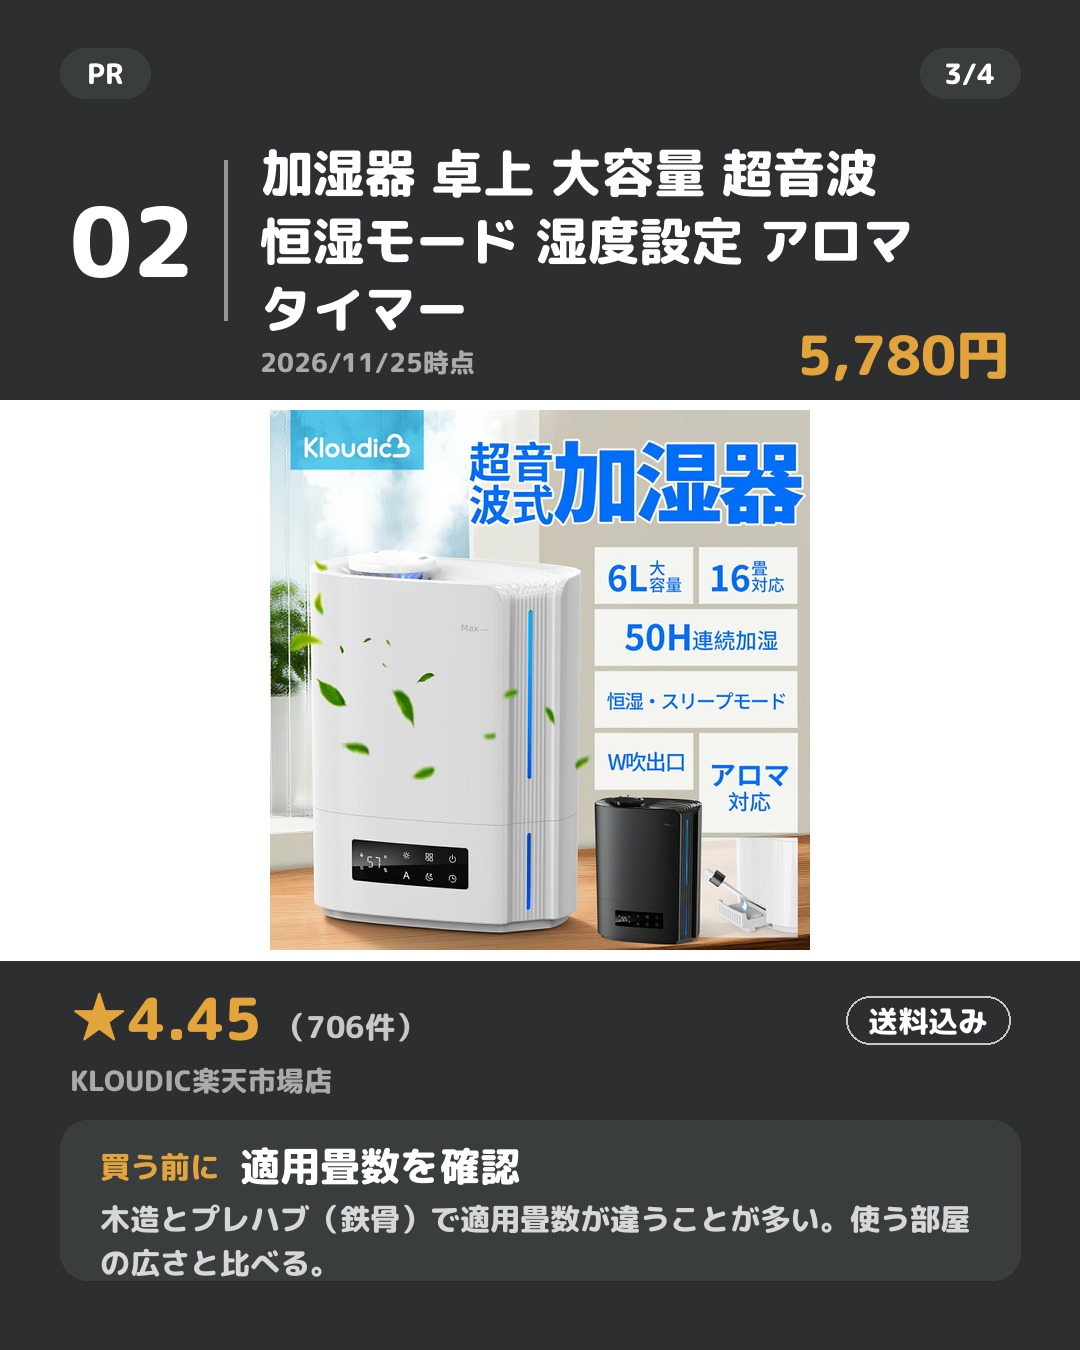 PR
3/4
02
加湿器 卓上 大容量 超音波
恒湿モード 湿度設定 アロマ
タイマー
2026/11/25時点
5,780円
Kloudic
超音波式加湿器
6L大容量
16畳対応
50H連続加湿
恒湿・スリープモード
W吹出口
アロマ
対応
Max
57
A
★4.45（706件）
送料込み
KLOUDIC楽天市場店
買う前に 適用畳数を確認
木造とプレハブ（鉄骨）で適用畳数が違うことが多い。使う部屋
の広さと比べる。